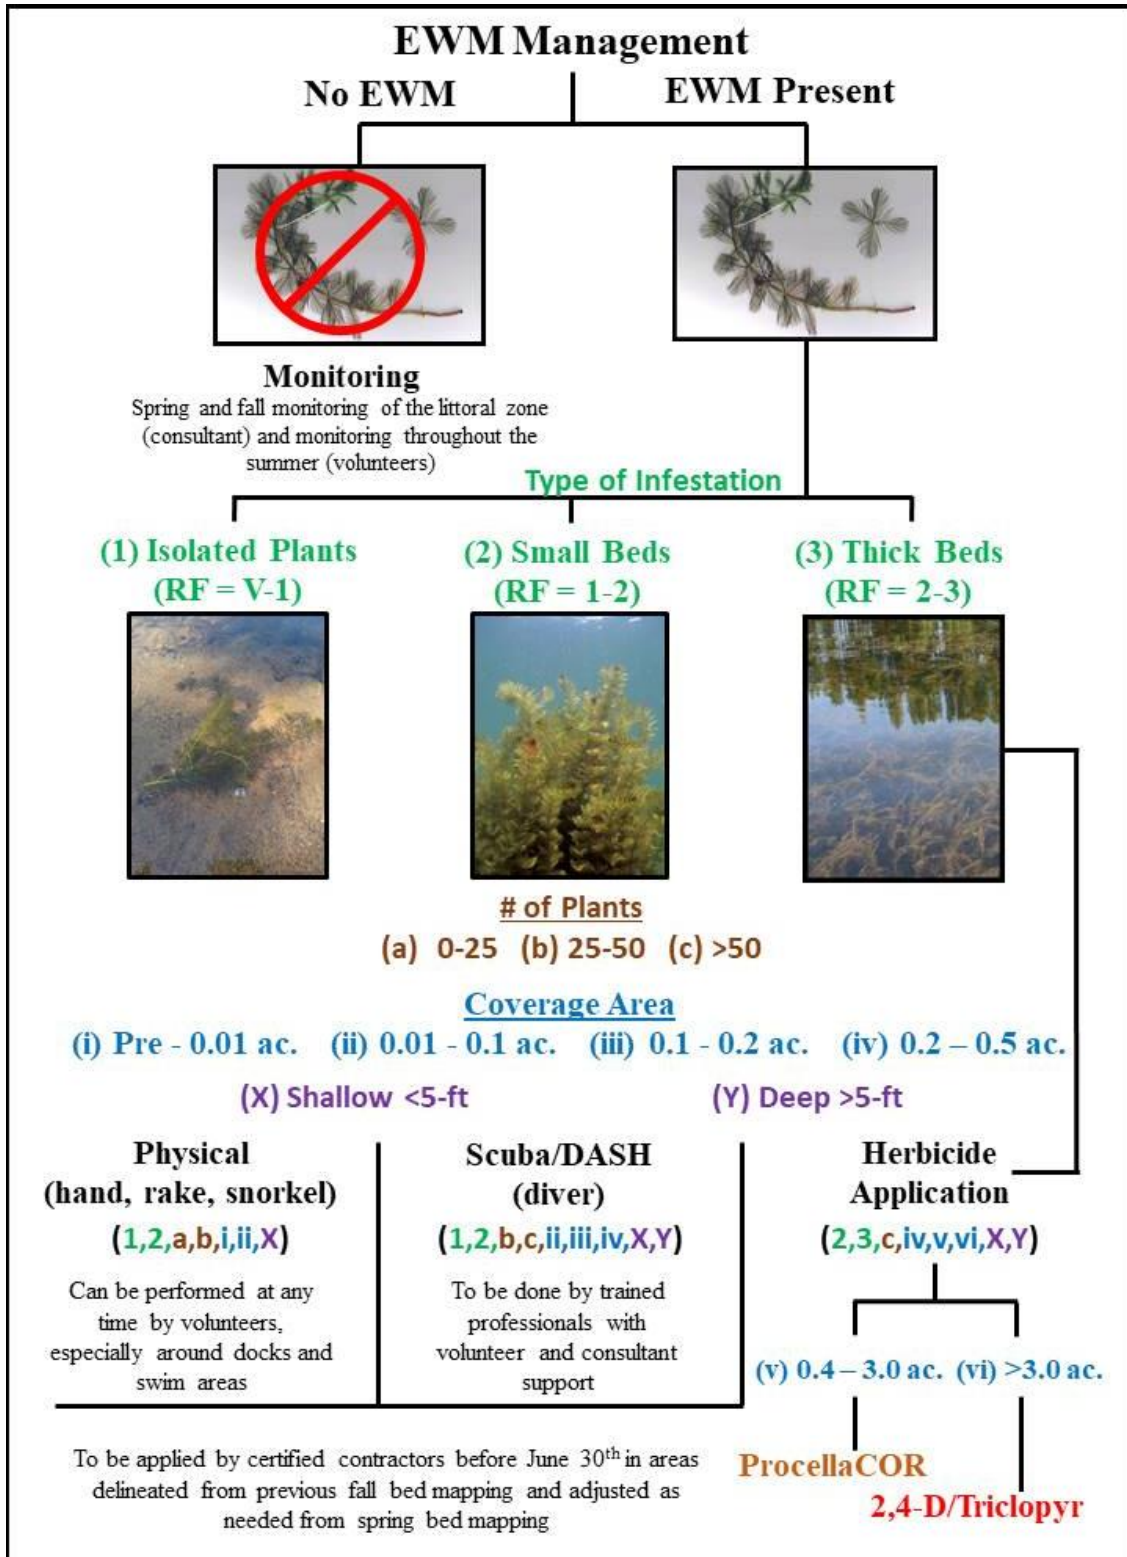 EWM Management
No EWM
EWM Present
Monitoring
Spring and fall monitoring of the littoral zone
(consultant) and monitoring throughout the
summer (volunteers)
Type of Infestation
(1) Isolated Plants
(RF = V-1)
(2) Small Beds
(RF = 1-2)
(3) Thick Beds
(RF = 2-3)
# of Plants
(a) 0-25 (b) 25-50 (c) >50
Coverage Area
(i) Pre - 0.01 ac. (ii) 0.01 - 0.1 ac. (iii) 0.1 - 0.2 ac. (iv) 0.2 – 0.5 ac.
(X) Shallow <5-ft
(Y) Deep >5-ft
Physical
(hand, rake, snorkel)
(1,2,a,b,i,ii,X)
Can be performed at any
time by volunteers,
especially around docks and
swim areas
Scuba/DASH
(diver)
(1,2,b,c,ii,iii,iv,X,Y)
To be done by trained
professionals with
volunteer and consultant
support
Herbicide
Application
(2,3,c,iv,v,vi,X,Y)
(v) 0.4 – 3.0 ac. (vi) >3.0 ac.
ProcellaCOR
2,4-D/Triclopyr
To be applied by certified contractors before June 30th in areas
delineated from previous fall bed mapping and adjusted as
needed from spring bed mapping